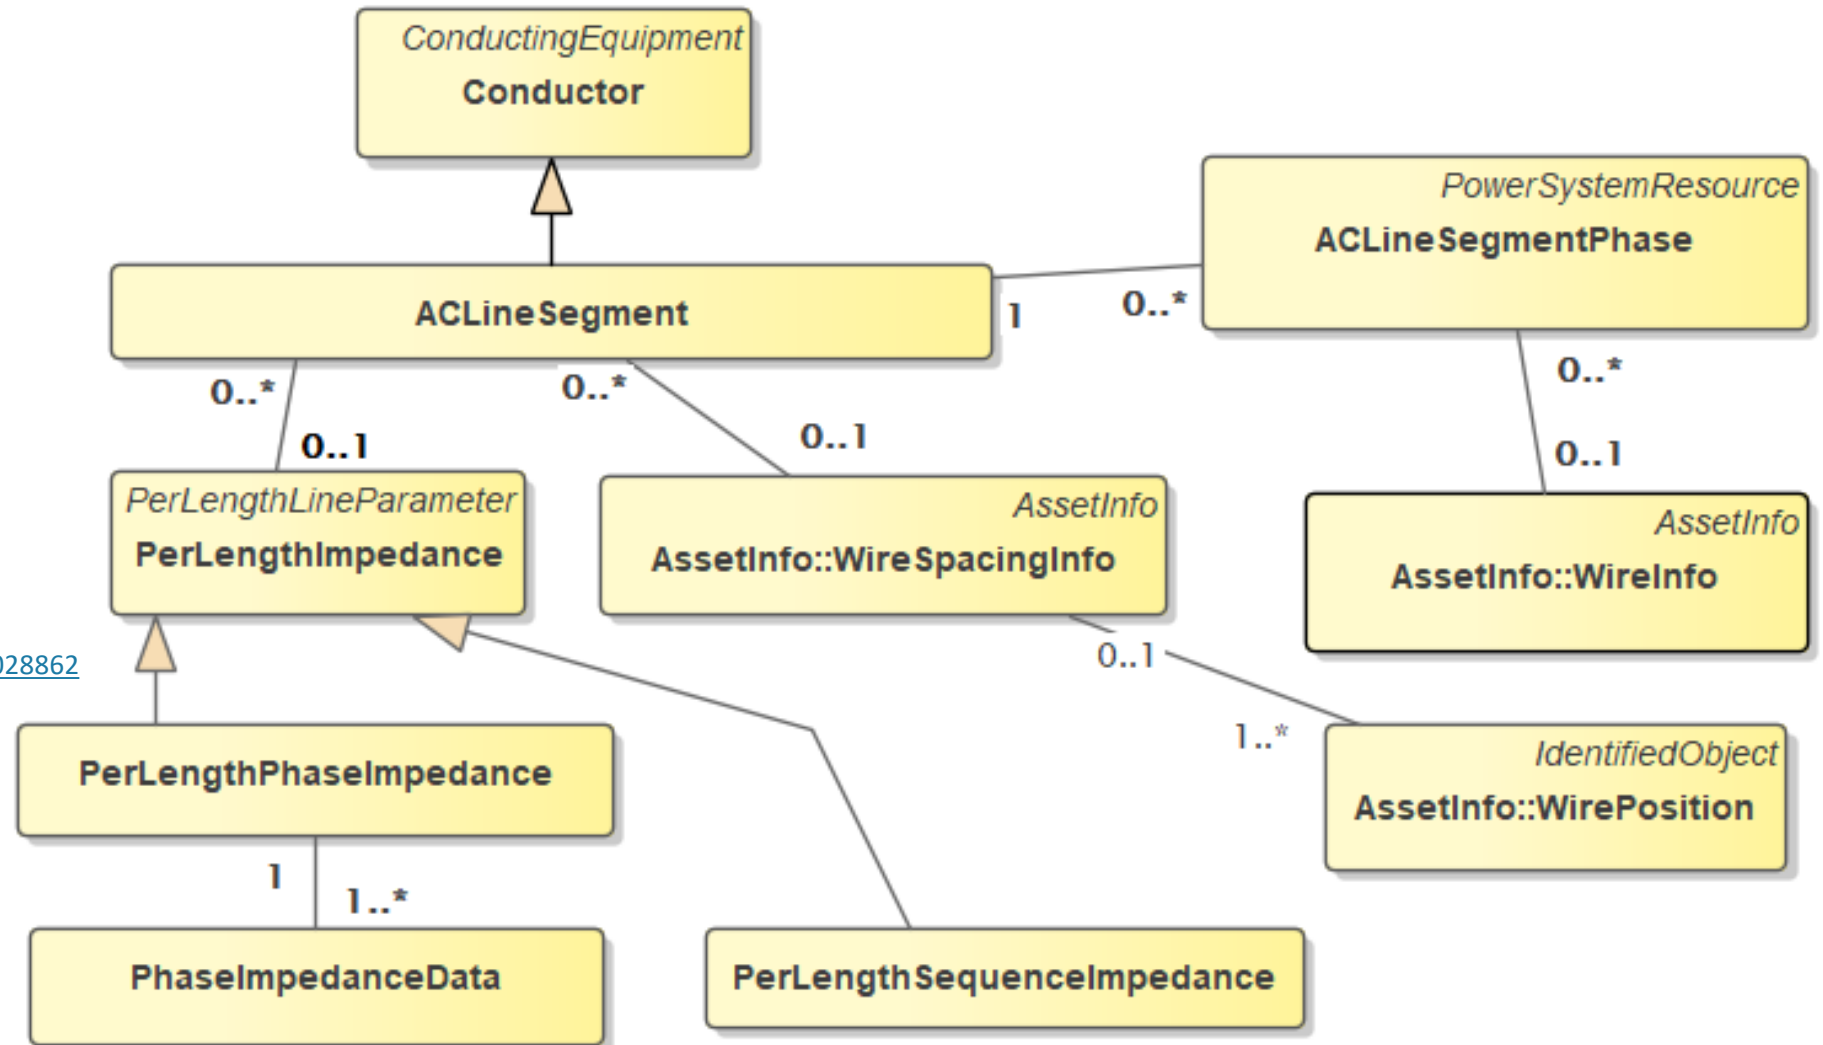 ConductingEquipment
Conductor
PowerSystemResource
ACLineSegmentPhase
ACLineSegment
1
0..*
0..*
0..1
0..*
0..1
0..*
0..1
PerLengthLineParameter
PerLengthImpedance
AssetInfo
AssetInfo::WireSpacingInfo
AssetInfo
AssetInfo::WireInfo
028862
0..1
1..*
PerLengthPhaseImpedance
IdentifiedObject
AssetInfo::WirePosition
1
1..*
PhaseImpedanceData
PerLengthSequenceImpedance